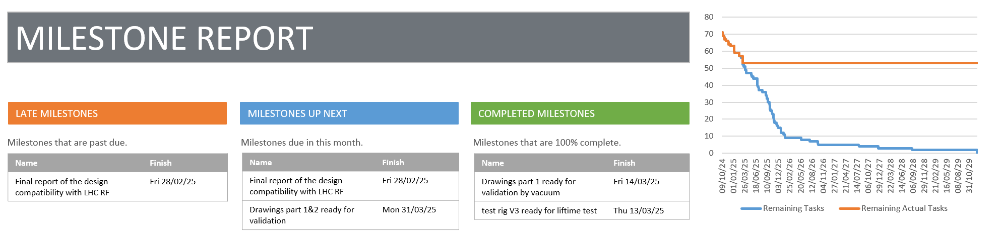 MILESTONE REPORT
LATE MILESTONES
Milestones that are past due.
Name Finish
Final report of the design Fri 28/02/25
compatibility with LHC RF
MILESTONES UP NEXT
Milestones due in this month.
Name Finish
Final report of the design Fri 28/02/25
compatibility with LHC RF
Drawings part 1&2 ready for Mon 31/03/25
validation
COMPLETED MILESTONES
Milestones that are 100% complete.
Name Finish
Drawings part 1 ready for Fri 14/03/25
validation by vacuum
test rig V3 ready for liftime test Thu 13/03/25
80
70
60
50
40
30
20
10
0
09/10/24
01/01/25
26/03/25
18/06/25
10/09/25
03/12/25
25/02/26
20/05/26
12/08/26
04/11/26
27/01/27
21/04/27
14/07/27
06/10/27
29/12/27
22/03/28
14/06/28
06/09/28
29/11/28
21/02/29
16/05/29
08/08/29
31/10/29
Remaining Tasks Remaining Actual Tasks